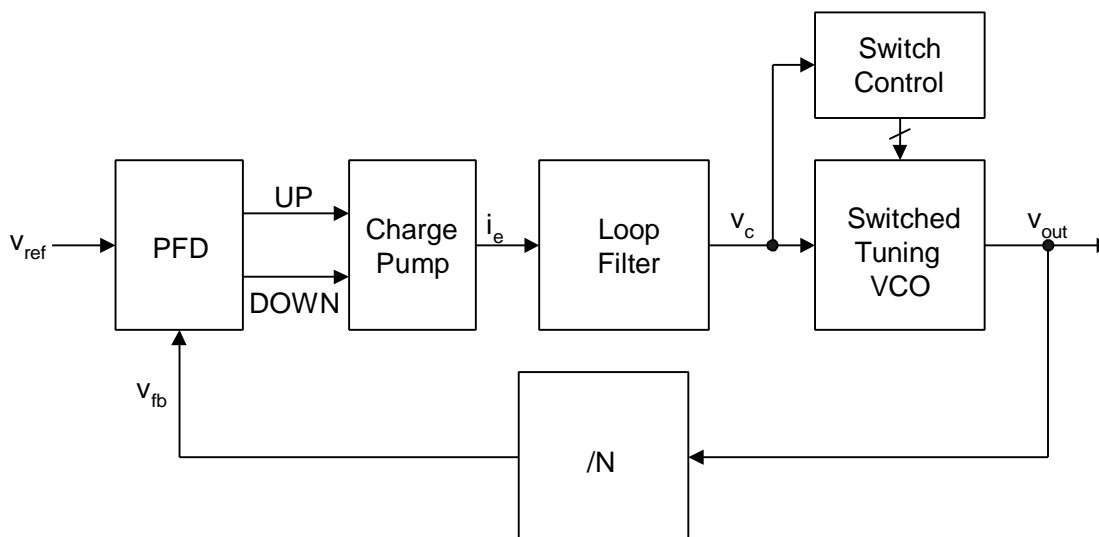 Switch
Control
UP
v_ref
PFD
DOWN
Charge
Pump
i_e
Loop
Filter
v_c
Switched
Tuning
VCO
v_out
v_fb
/N